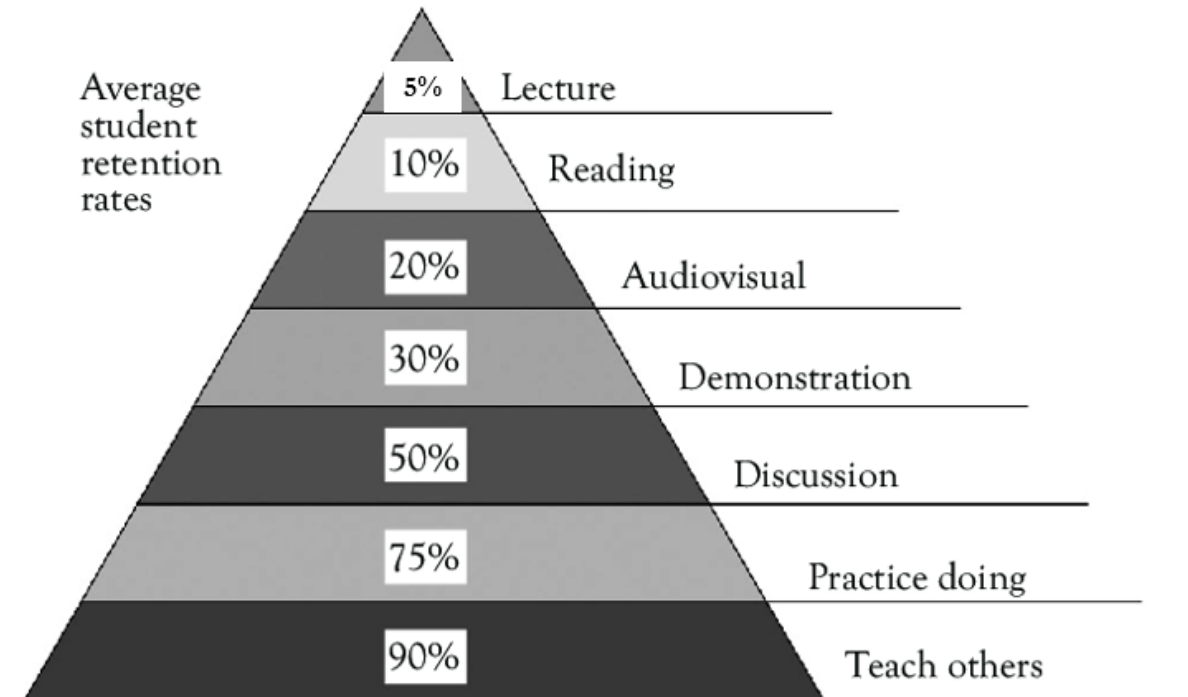 Average
student
retention
rates
5% Lecture
10% Reading
20% Audiovisual
30% Demonstration
50% Discussion
75% Practice doing
90% Teach others